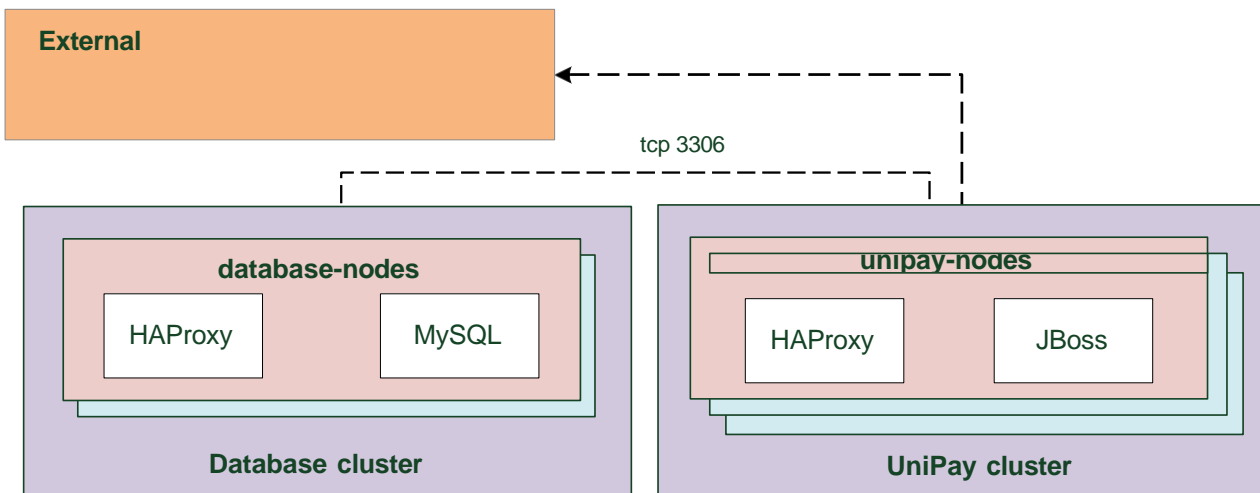 External
tcp 3306
database-nodes
HAProxy
MySQL
Database cluster
unipay-nodes
HAProxy
JBoss
UniPay cluster